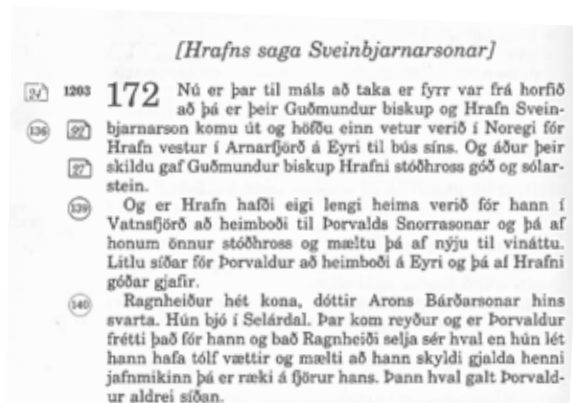 [Hrafns saga Sveinbjarnarsonar]
24 1203 172 Nú er þar til máls að taka er fyrr var frá horfið
að þá er þeir Guðmundur biskup og Hrafn Svein-
136 bjarnarson komu út og höfðu einn vetur verið í Noregi fór
Hrafn vestur í Arnarfjörð á Eyri til bús síns. Og áður þeir
27 skildu gaf Guðmundur biskup Hrafni stóðhross góð og sólar-
stein.
139 Og er Hrafn hafði eigi lengi heima verið fór hann í
Vatnsfjörð að heimboði til Þorvalds Snorrasonar og þá af
honum önnur stóðhross og mæltu þá af nýju til vináttu.
Litlu síðar fór Þorvaldur að heimboði á Eyri og þá af Hrafni
góðar gjafir.
140 Ragnheiður hét kona, dóttir Arons Bárðarsonar hins
svarta. Hún bjó í Selárdal. Þar kom reyður og er Þorvaldur
frétti það fór hann og bað Ragnheiði selja sér hval en hún lét
hann hafa tólf vættir og mælti að hann skyldi gjalda henni
jafnmikinn þá er ræki á fjörur hans. Þann hval galt Þorvald-
ur aldrei síðan.